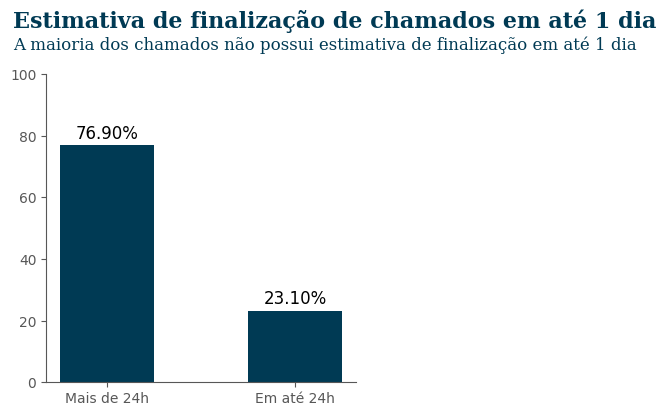 Estimativa de finalização de chamados em até 1 dia
A maioria dos chamados não possui estimativa de finalização em até 1 dia
100
80
60
40
20
0
76.90%
23.10%
Mais de 24h
Em até 24h